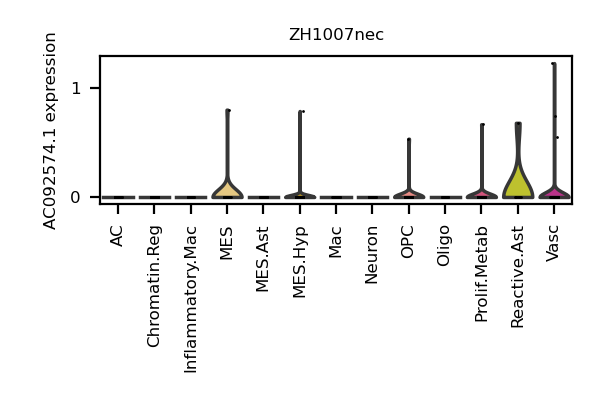 ZH1007nec
AC092574.1 expression
1
0
AC
Chromatin.Reg
Inflammatory.Mac
MES
MES.Ast
MES.Hyp
Mac
Neuron
OPC
Oligo
Prolif.Metab
Reactive.Ast
Vasc